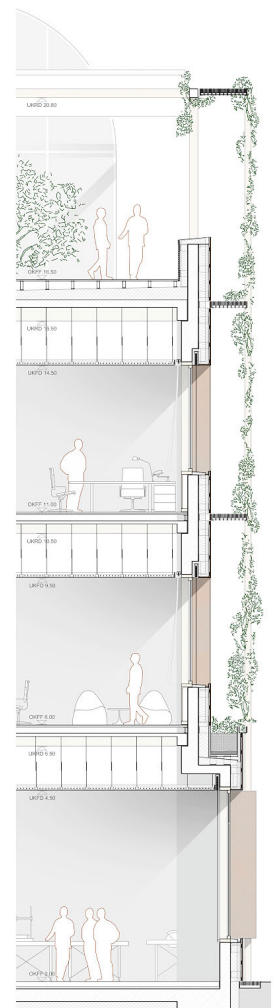 UKRD 20.80
OKFF 16.50
UKRD 15.50
UKFD 14.50
OKFF 11.00
UKRD 10.50
UKFD 9.50
OKFF 6.00
UKRD 5.50
UKFD 4.50
OKFF 0.00